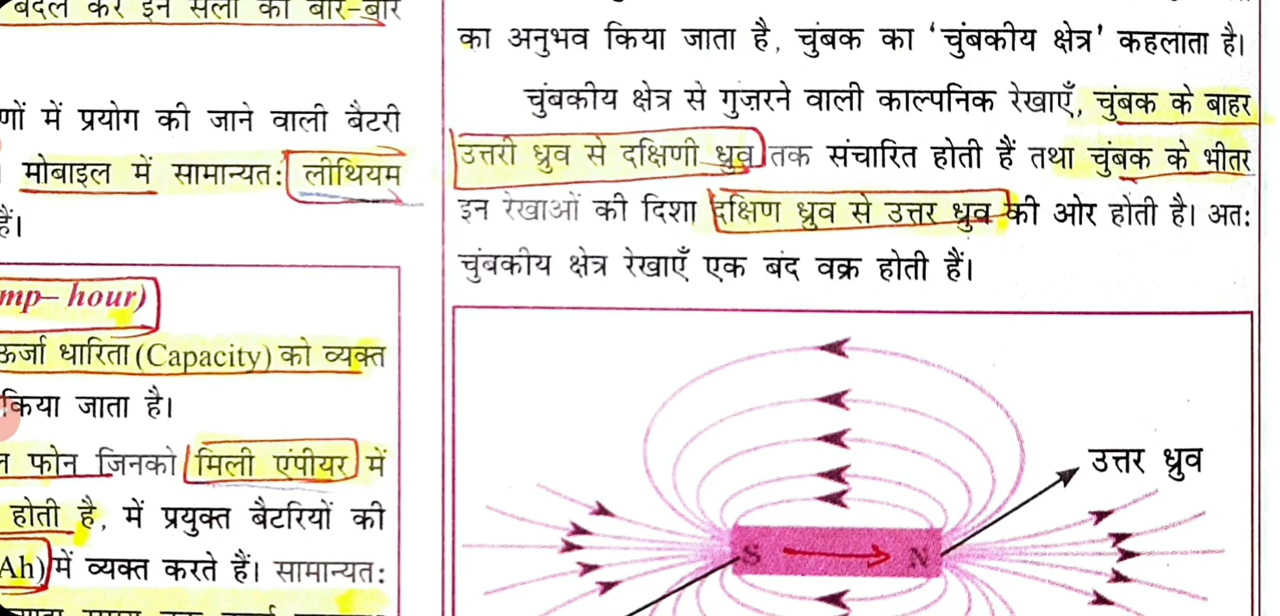 बदल कर इन सेलों को बार-बार
णों में प्रयोग की जाने वाली बैटरी
मोबाइल में सामान्यतः लीथियम
हैं।
mp– hour)
ऊर्जा धारिता (Capacity) को व्यक्त
किया जाता है।
न फोन जिनको मिली एंपीयर में
होती है, में प्रयुक्त बैटरियों की
Ah) में व्यक्त करते हैं। सामान्यतः
का अनुभव किया जाता है, चुंबक का ‘चुंबकीय क्षेत्र’ कहलाता है।
चुंबकीय क्षेत्र से गुजरने वाली काल्पनिक रेखाएँ, चुंबक के बाहर
उत्तरी ध्रुव से दक्षिणी ध्रुव तक संचारित होती हैं तथा चुंबक के भीतर
इन रेखाओं की दिशा दक्षिण ध्रुव से उत्तर ध्रुव की ओर होती है। अतः
चुंबकीय क्षेत्र रेखाएँ एक बंद वक्र होती हैं।
उत्तर ध्रुव
S N